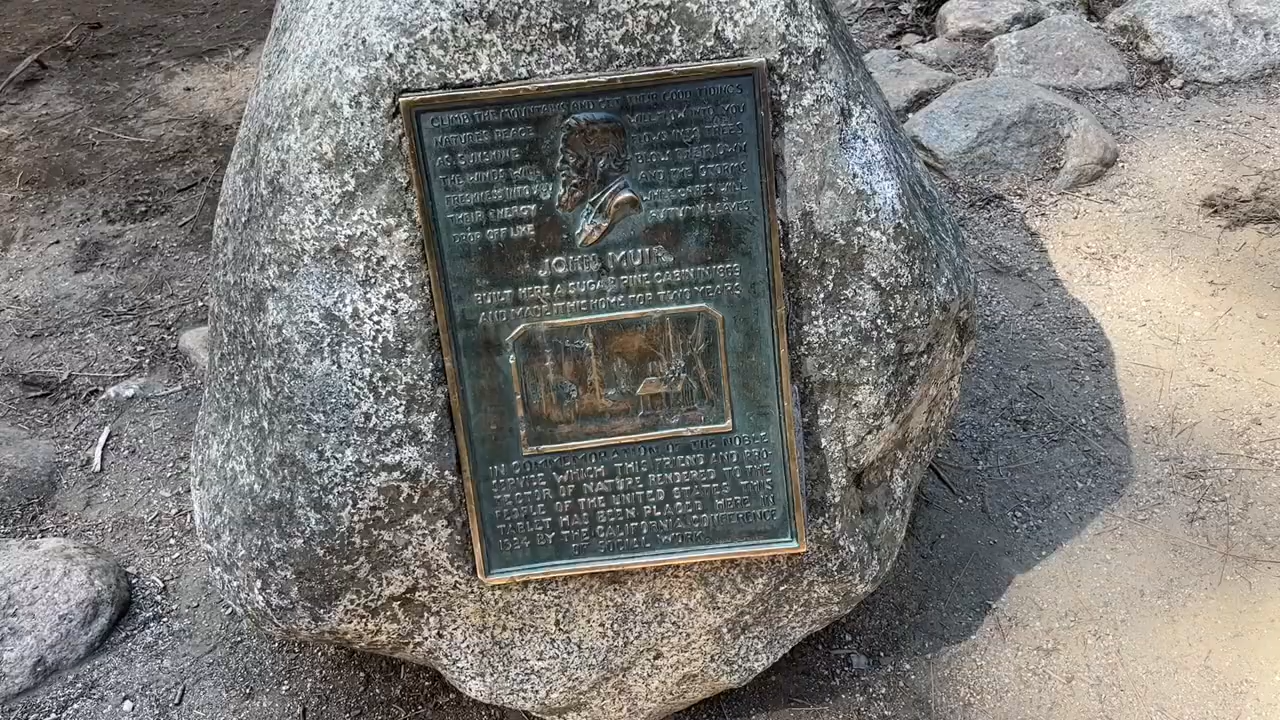 CLIMB THE MOUNTAINS AND GET THEIR GOOD TIDINGS
NATURE'S PEACE WILL FLOW INTO YOU
AS SUNSHINE FLOWS INTO TREES
THE WINDS WILL BLOW THEIR OWN
FRESHNESS INTO YOU AND THE STORMS
THEIR ENERGY WHILE CARES WILL
DROP OFF LIKE AUTUMN LEAVES
JOHN MUIR
BUILT HERE A SUGAR PINE CABIN IN 1869
AND MADE IT HIS HOME FOR TWO YEARS
IN COMMEMORATION OF THE NOBLE
SERVICE WHICH THIS FRIEND AND PRO-
TECTOR OF NATURE RENDERED TO THE
PEOPLE OF THE UNITED STATES THIS
TABLET HAS BEEN PLACED HERE IN
1924 BY THE CALIFORNIA CONFERENCE
OF SOCIAL WORK.